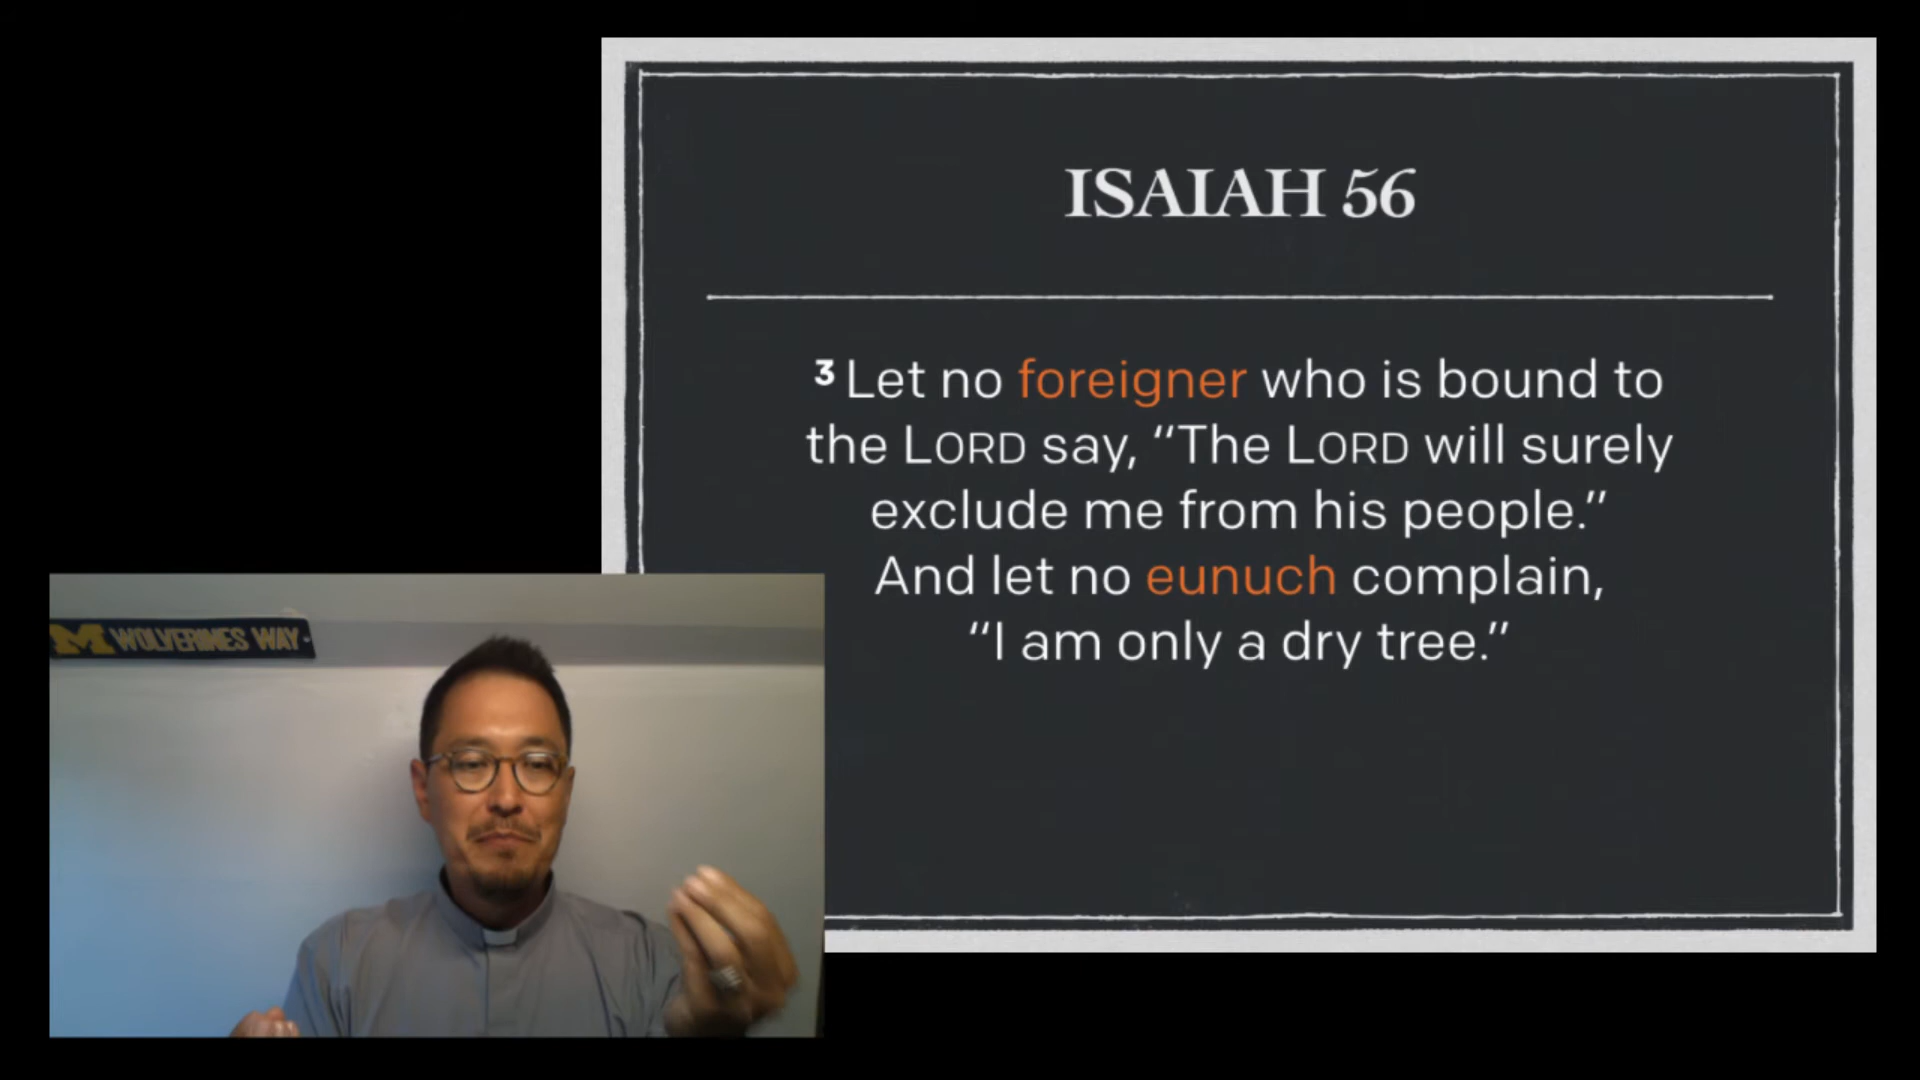 ISAIAH 56
3 Let no foreigner who is bound to
the LORD say, “The LORD will surely
exclude me from his people.”
And let no eunuch complain,
“I am only a dry tree.”
M WOLVERINES WAY